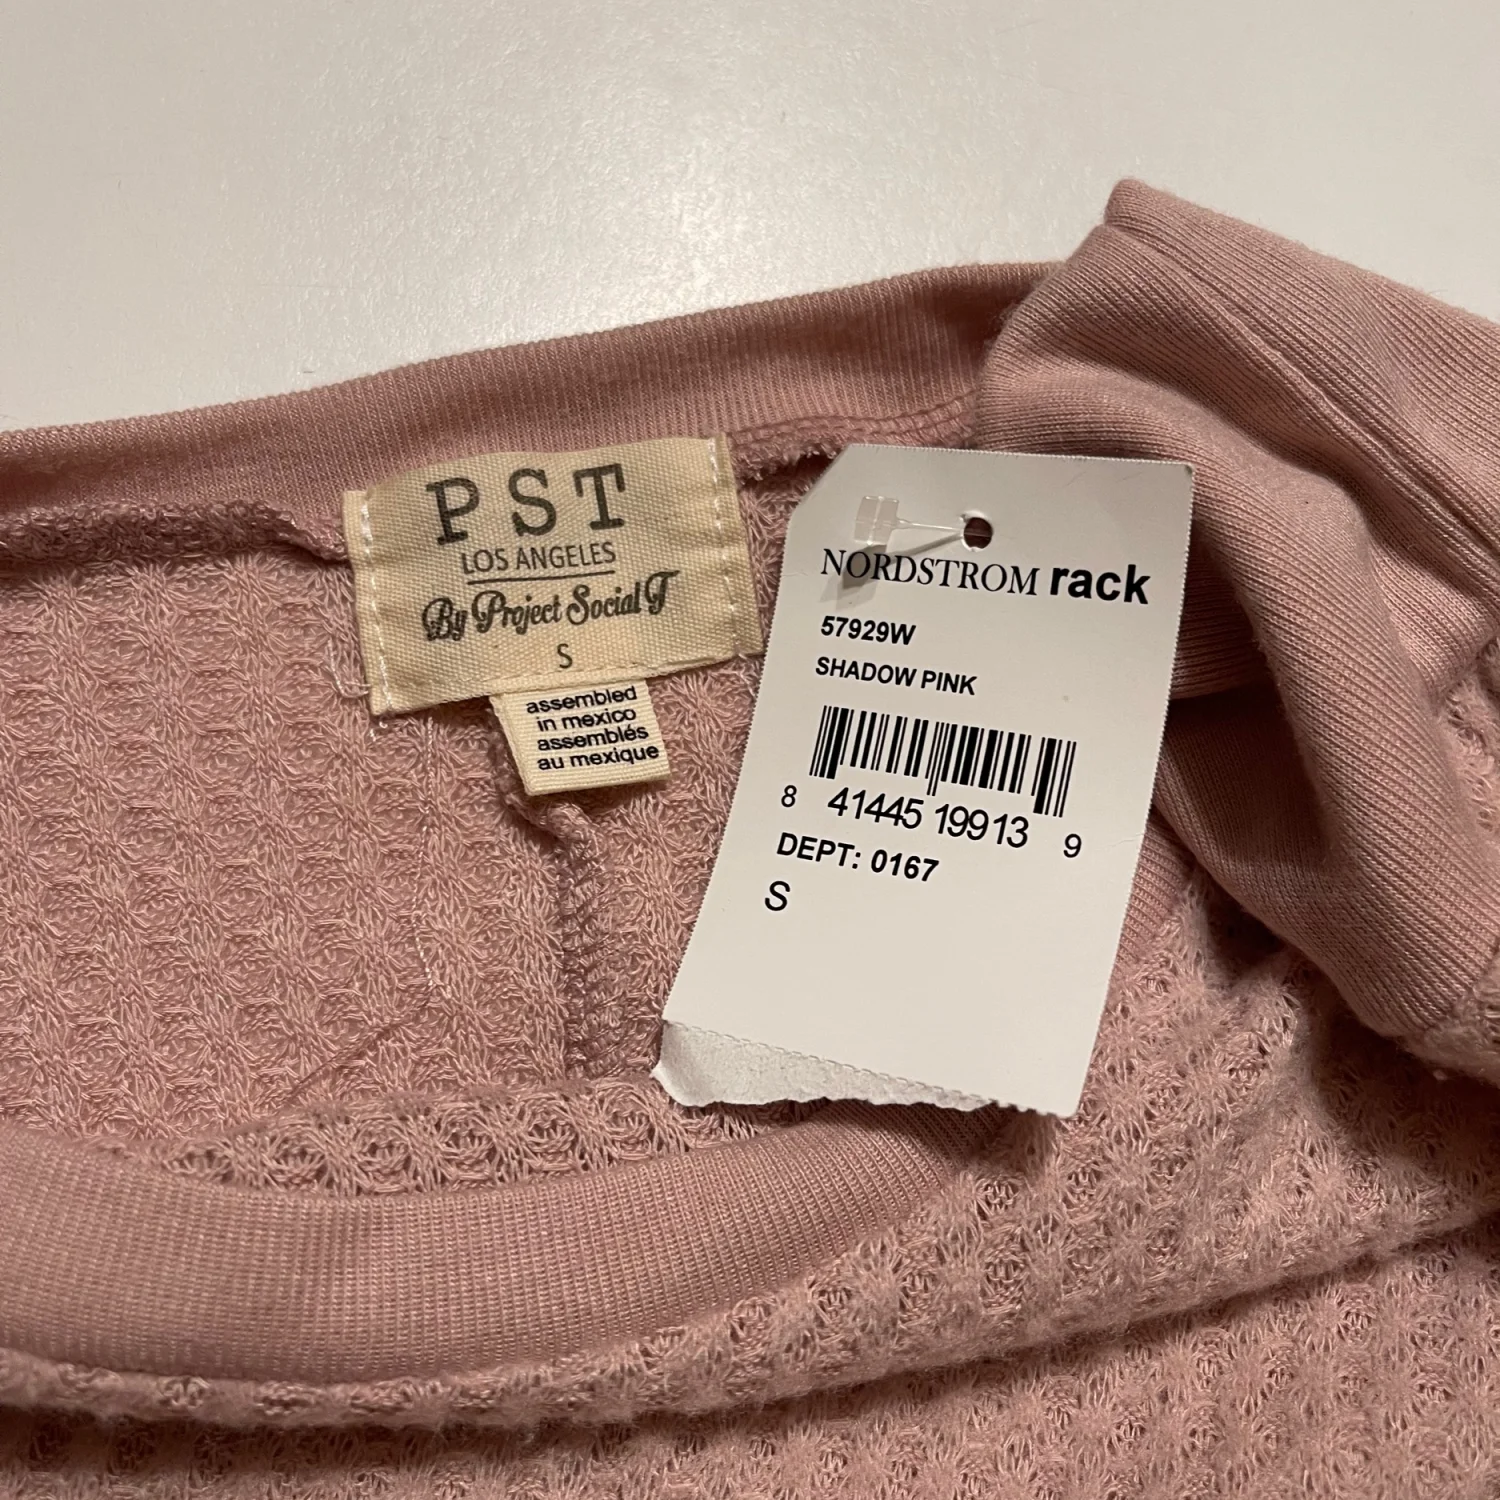 PST
LOS ANGELES
By Project Social T
S
assembled
in mexico
assemblés
au mexique
NORDSTROM rack
57929W
SHADOW PINK
8 41445 19913 9
DEPT: 0167
S